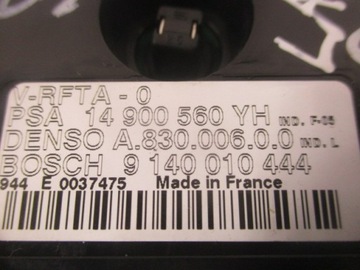 V-RFTA - 0
PSA 14 900 560 YH IND. F-05
DENSO A.830.006.0.0 IND. L
BOSCH 9 140 010 444
944 E 0037475 Made in France